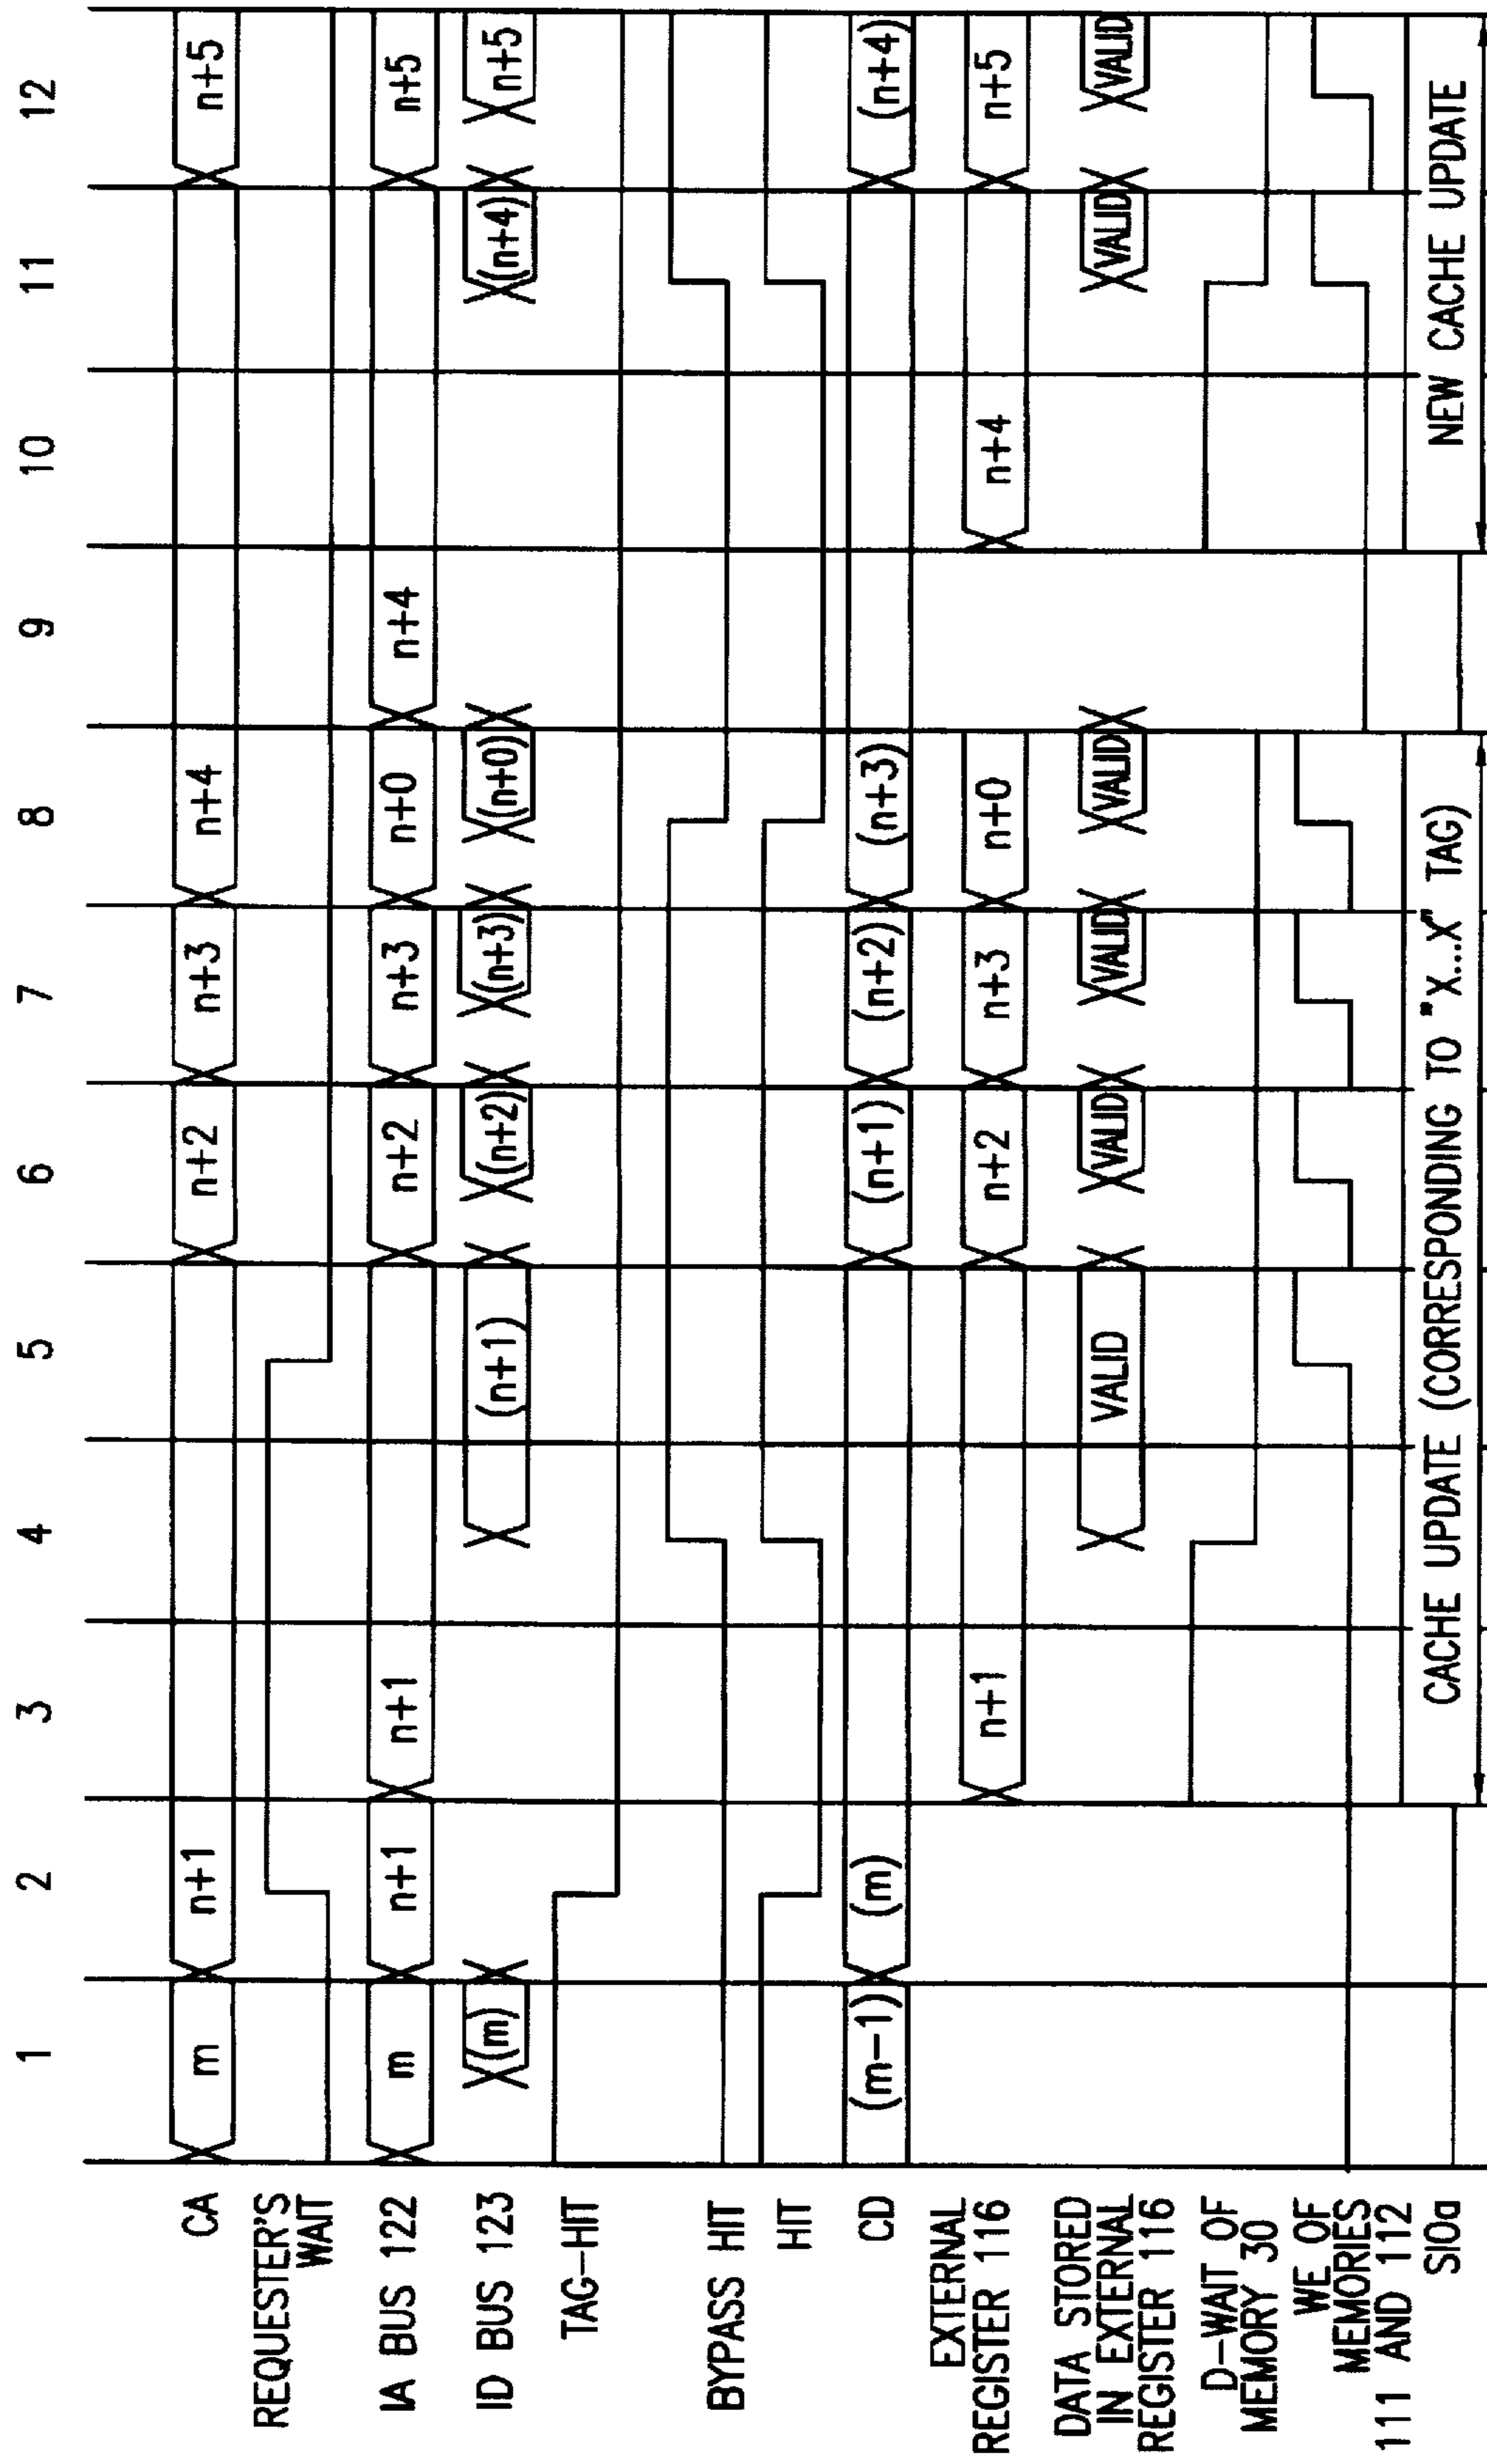 1 2 3 4 5 6 7 8 9 10 11 12
CA m n+1 n+2 n+3 n+4 n+5
REQUESTER'S
WAIT
IA BUS 122 m n+1 n+1 n+2 n+3 n+0 n+4 n+5
ID BUS 123 (m) (n+1) (n+2) (n+3) (n+0) (n+4) n+5
TAG-HIT
BYPASS HIT
HIT
CD (m-1) (m) (n+1) (n+2) (n+3) (n+4)
EXTERNAL
REGISTER 116 n+1 n+2 n+3 n+0 n+4 n+5
DATA STORED
IN EXTERNAL
REGISTER 116 VALID VALID VALID VALID VALID VALID
D-WAIT OF
MEMORY 30
WE OF
MEMORIES
111 AND 112
SIOa
CACHE UPDATE (CORRESPONDING TO "X...X" TAG) NEW CACHE UPDATE